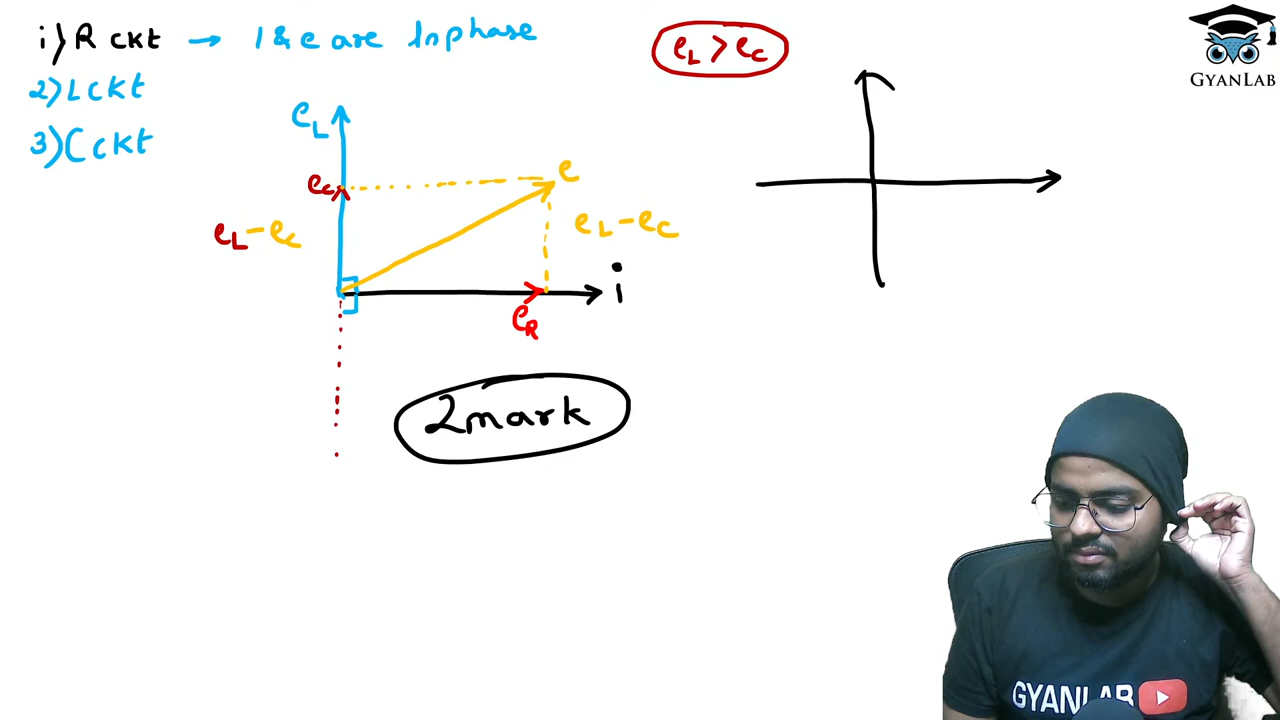 i) R ckt → I & e are Inphase
2) L CKt
3) C CKt
eL > eC
GYANLAB
eL
eC
e
eL - eC
eL - eC
i
eR
2mark
GYANLAB